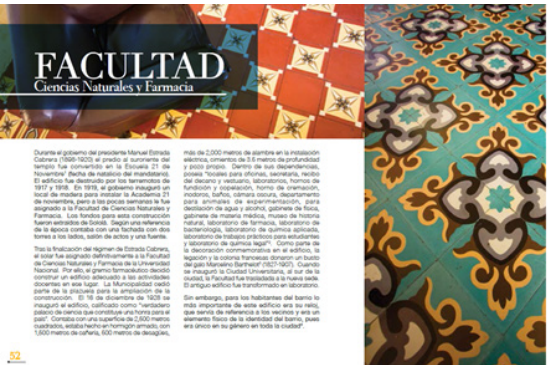 FACULTAD
Ciencias Naturales y Farmacia
Durante el gobierno del presidente Manuel Estrada
Cabrera (1898-1920) el predio al suroriente del
templo fue convertido en la Escuela 21 de
Noviembre (fecha de natalicio del mandatario).
El edificio fue destruido por los terremotos de
1917 y 1918. En 1919, el gobierno inauguró un
local de madera para instalar la Academia 21
de noviembre, pero a las pocas semanas le fue
asignado a la Facultad de Ciencias Naturales y
Farmacia. Los fondos para esta construcción
fueron extraídos de Sololá. Según una referencia
de la época contaba con una fachada con dos
torres a los lados, salón de actos y una fuente.
Tras la finalización del régimen de Estrada Cabrera,
el solar fue asignado definitivamente a la Facultad
de Ciencias Naturales y Farmacia de la Universidad
Nacional. Por ello, el gremio farmacéutico decidió
construir un edificio adecuado a las actividades
docentes en ese lugar. La Municipalidad cedió
parte de la plazuela para ampliación de la
construcción. El 16 de diciembre de 1928 se
inauguró el edificio, calificado como "verdadero
palacio de ciencia que constituye una honra para el
país". Contaba con una superficie de 2,600 metros
cuadrados, estaba hecho en hormigón armado, con
1,600 metros de cañería, 600 metros de desagües,
más de 2,000 metros de alambre en la instalación
eléctrica, cimientos de 3.6 metros de profundidad
y pozo propio. Dentro de sus dependencias,
poseía "locales para oficinas, secretaría, recibo
del decano y vestuario, laboratorios, hornos de
fundición y copelación, horno de cremación,
inodoros, baños, cámara oscura, departamento
para animales de experimentación, para
destilación de agua y alcohol, gabinete de física,
gabinete de materia médica, museo de historia
natural, laboratorio de farmacia, laboratorio de
bacteriología, laboratorio de química aplicada,
laboratorio de trabajos prácticos para estudiantes
y laboratorio de química legal". Como parte de
la decoración conmemorativa en el edificio, la
legación y la colonia francesas donaron un busto
del galo Marcelino Barthelot (1827-1907). Cuando
se inauguró la Ciudad Universitaria, al sur de la
ciudad, la Facultad fue trasladada a la nueva sede.
El antiguo edificio fue transformado en laboratorio.
Sin embargo, para los habitantes del barrio lo
más importante de este edificio era su reloj,
que servía de referencia a los vecinos y era un
elemento físico de la identidad del barrio, pues
era único en su género en toda la ciudad".
52